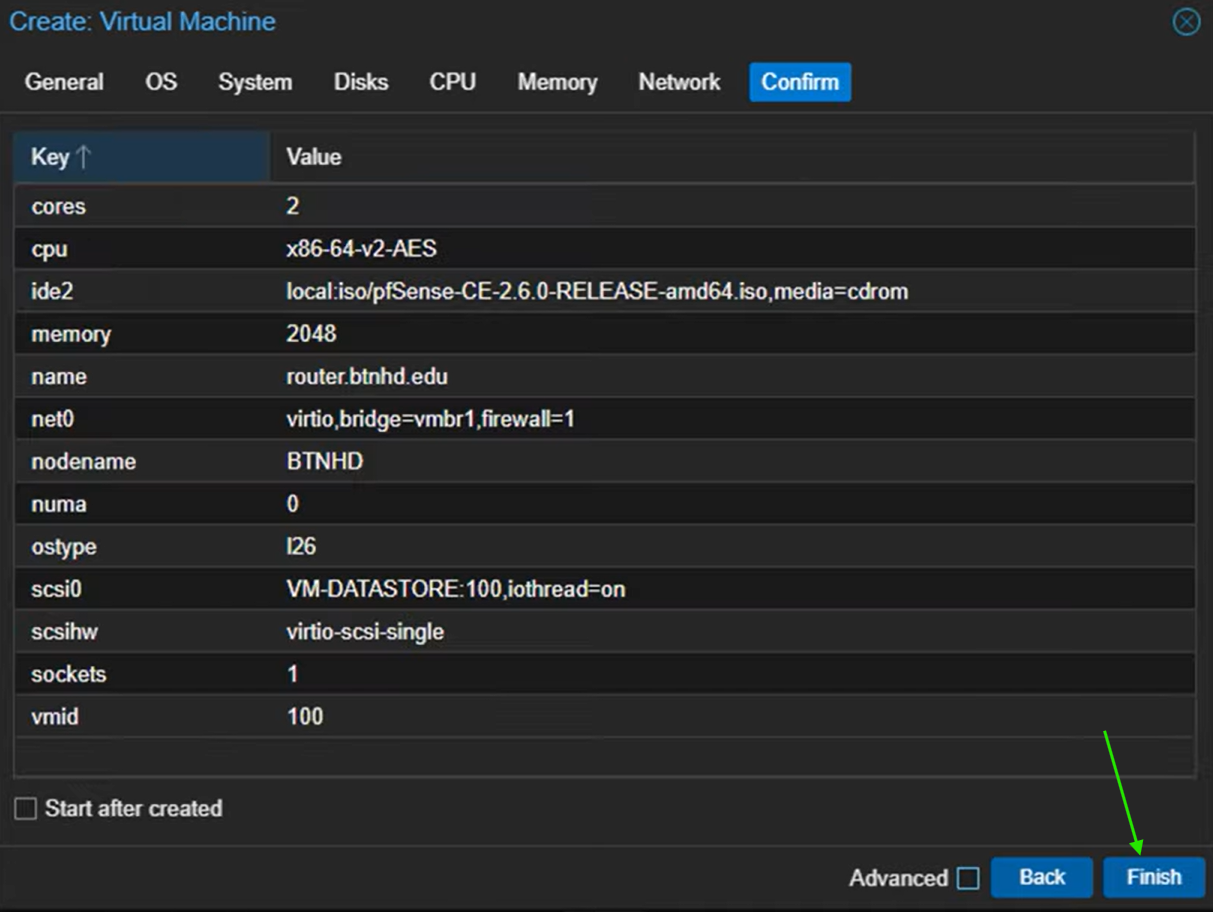 Create: Virtual Machine
General OS System Disks CPU Memory Network Confirm
Key Value
cores 2
cpu x86-64-v2-AES
ide2 local:iso/pfSense-CE-2.6.0-RELEASE-amd64.iso,media=cdrom
memory 2048
name router.btnhd.edu
net0 virtio,bridge=vmbr1,firewall=1
nodename BTNHD
numa 0
ostype l26
scsi0 VM-DATASTORE:100,iothread=on
scsihw virtio-scsi-single
sockets 1
vmid 100
Start after created
Advanced Back Finish